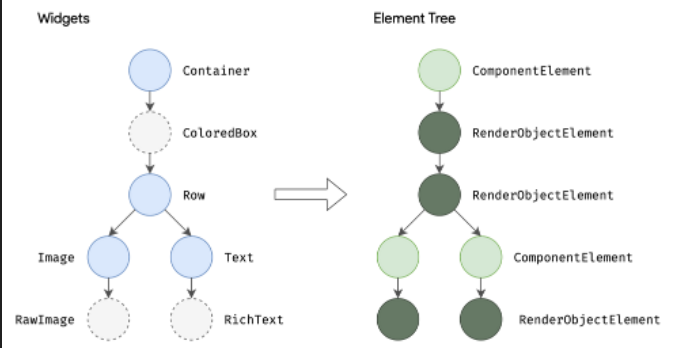 Widgets
Element Tree
Container
ComponentElement
ColoredBox
RenderObjectElement
Row
RenderObjectElement
Image
Text
ComponentElement
RawImage
RichText
RenderObjectElement